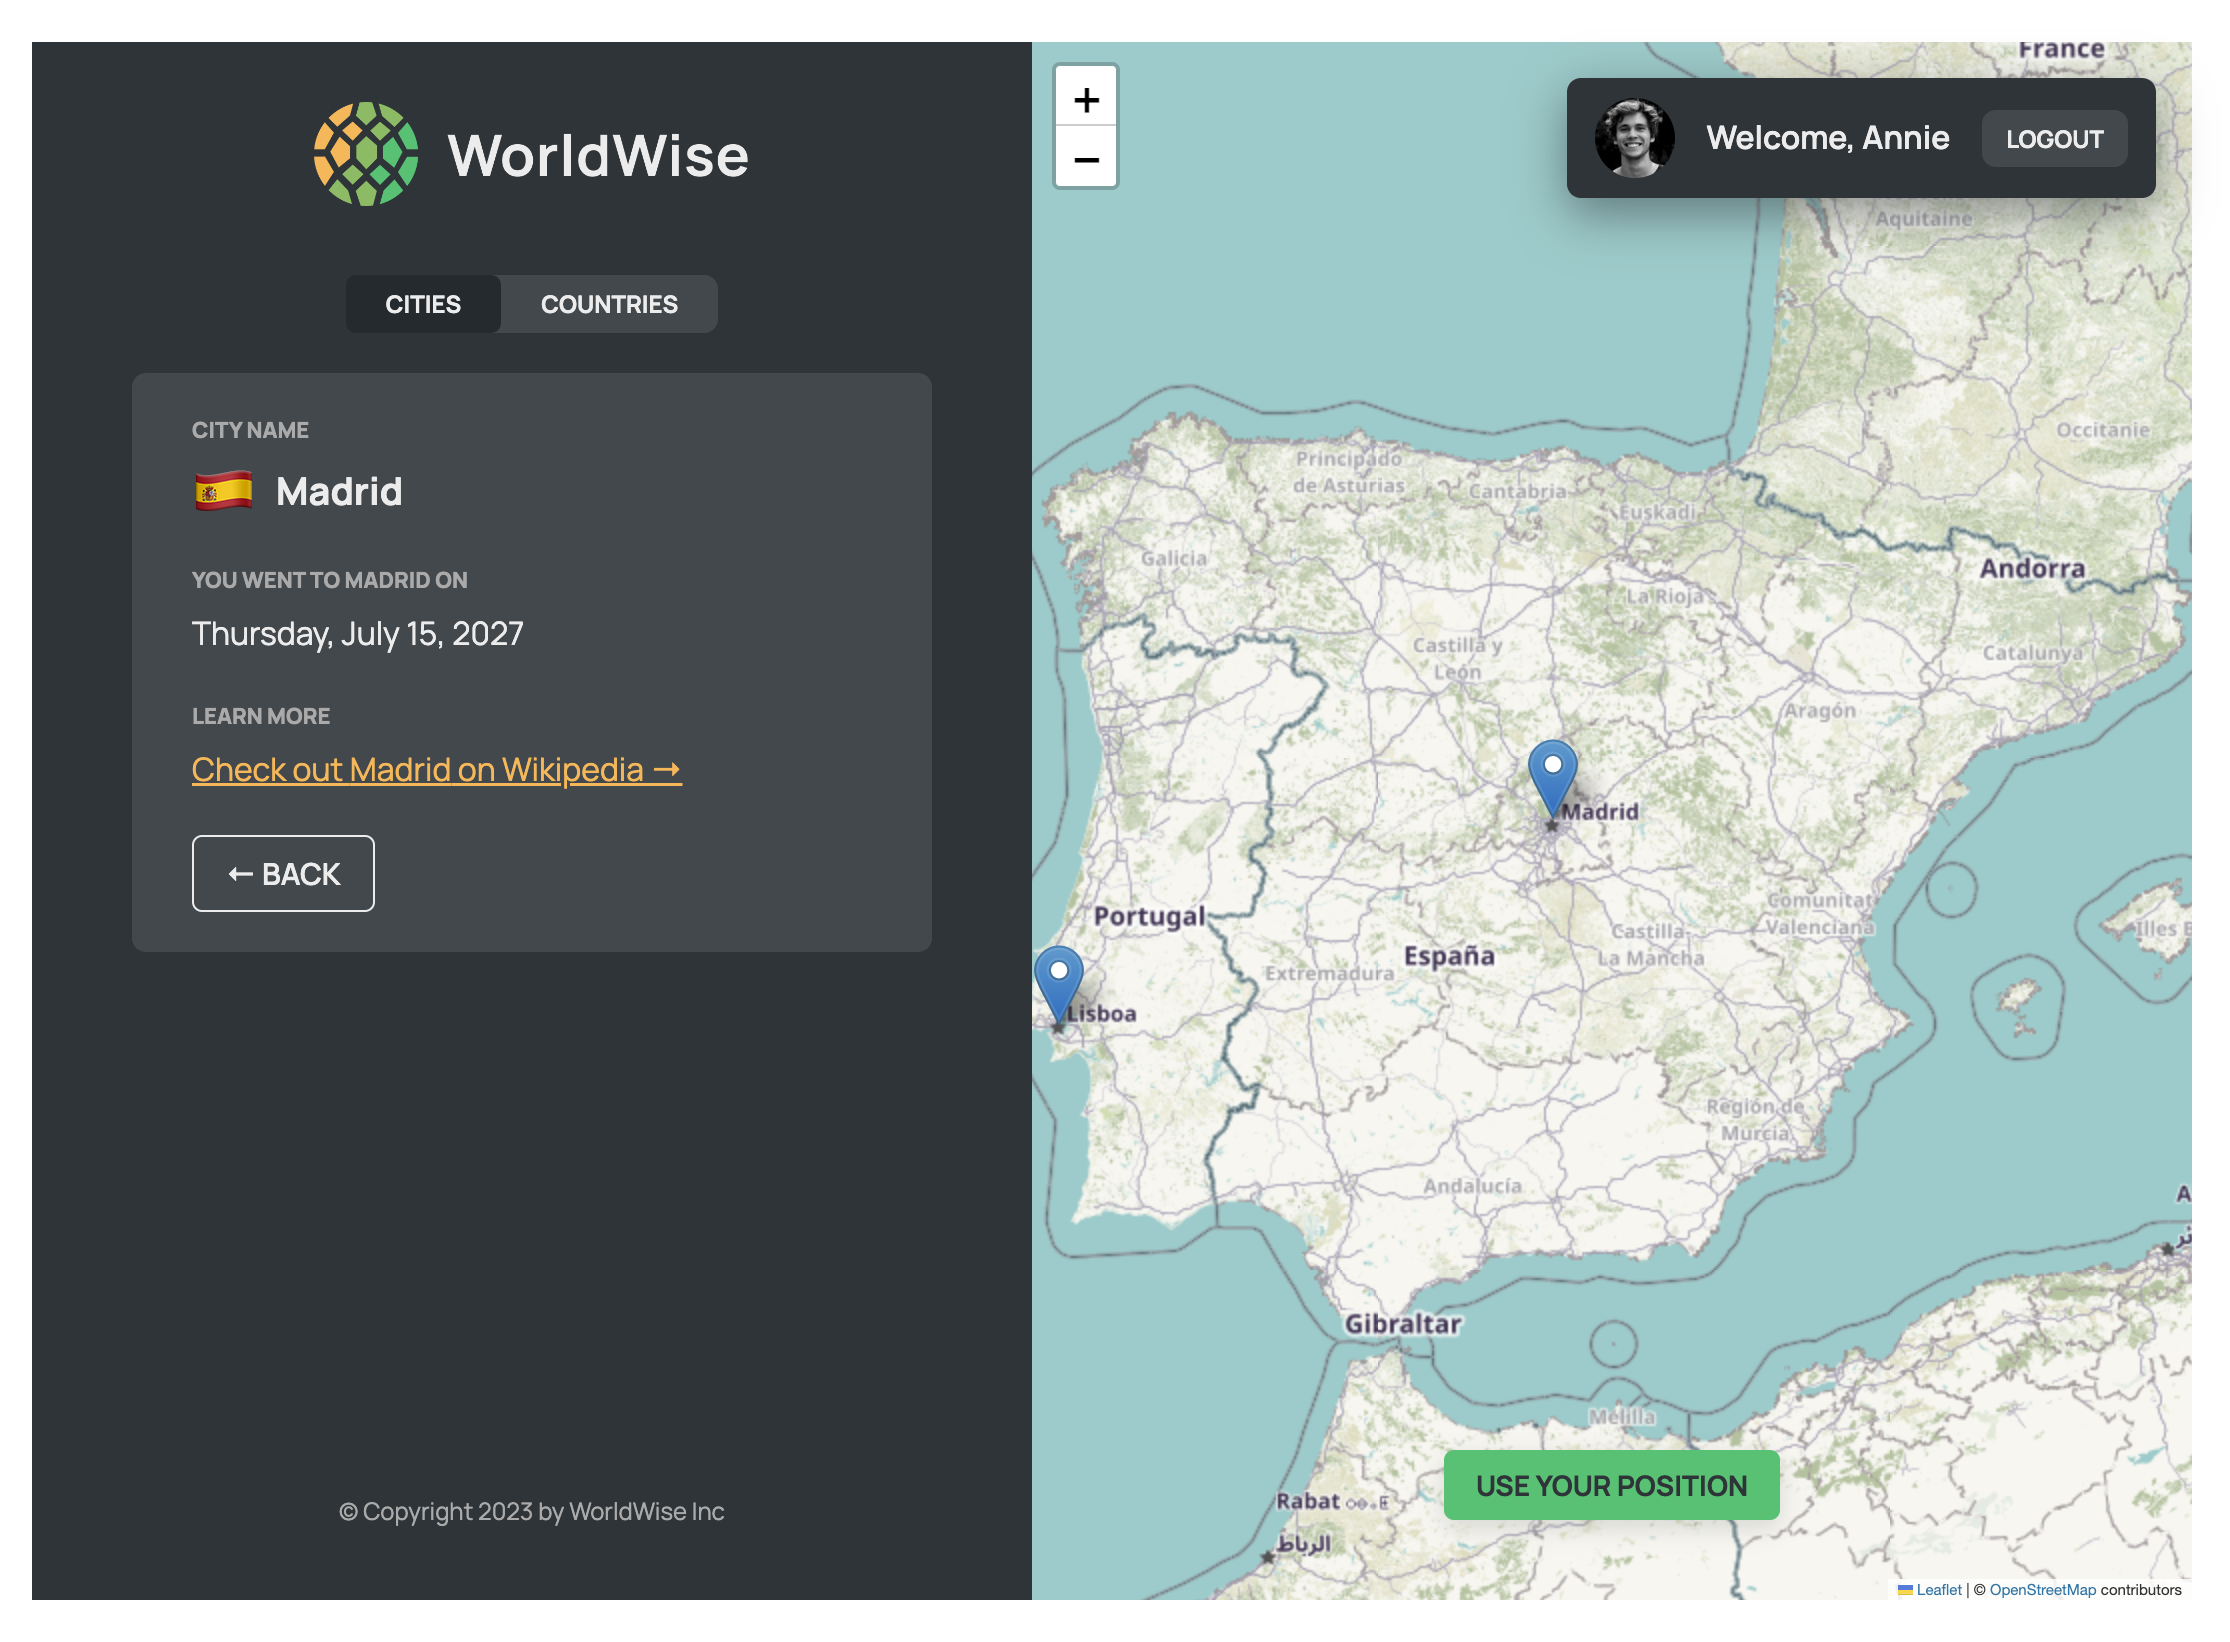 WorldWise
CITIES
COUNTRIES
CITY NAME
Madrid
YOU WENT TO MADRID ON
Thursday, July 15, 2027
LEARN MORE
Check out Madrid on Wikipedia →
← BACK
© Copyright 2023 by WorldWise Inc
+
−
Welcome, Annie
LOGOUT
France
Aquitaine
Occitanie
Principado
de Asturias
Cantabria
Euskadi
Galicia
Andorra
La Rioja
Castilla y
León
Catalunya
Aragón
Madrid
Portugal
Comunitat
Valenciana
Castilla-
La Mancha
España
Extremadura
Illes
Lisboa
Región de
Murcia
Andalucía
Gibraltar
Melilla
USE YOUR POSITION
Rabat
الرباط
Leaflet | © OpenStreetMap contributors